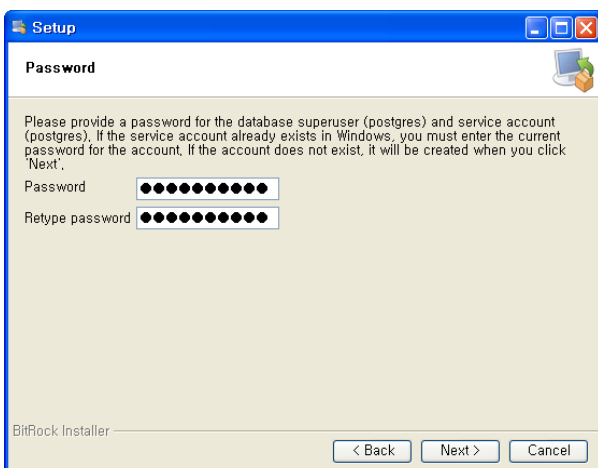 Setup
Password
Please provide a password for the database superuser (postgres) and service account
(postgres). If the service account already exists in Windows, you must enter the current
password for the account. If the account does not exist, it will be created when you click
'Next'.
Password ●●●●●●●●●●
Retype password ●●●●●●●●●●
BitRock Installer
< Back Next > Cancel